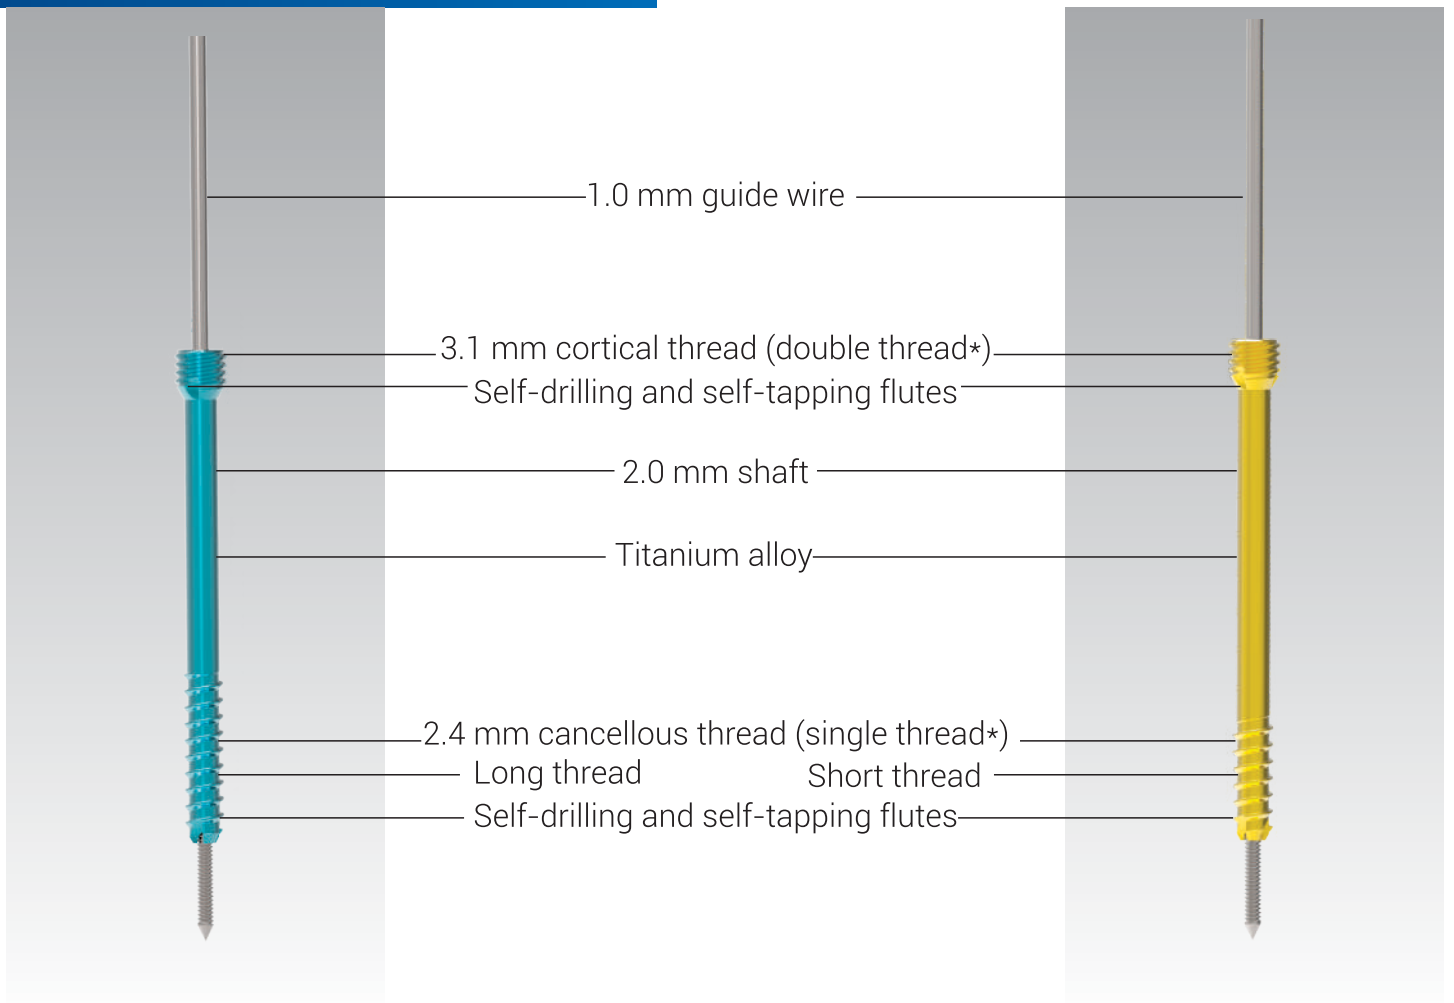 1.0 mm guide wire
3.1 mm cortical thread (double thread*)
Self-drilling and self-tapping flutes
2.0 mm shaft
Titanium alloy
2.4 mm cancellous thread (single thread*)
Long thread
Short thread
Self-drilling and self-tapping flutes